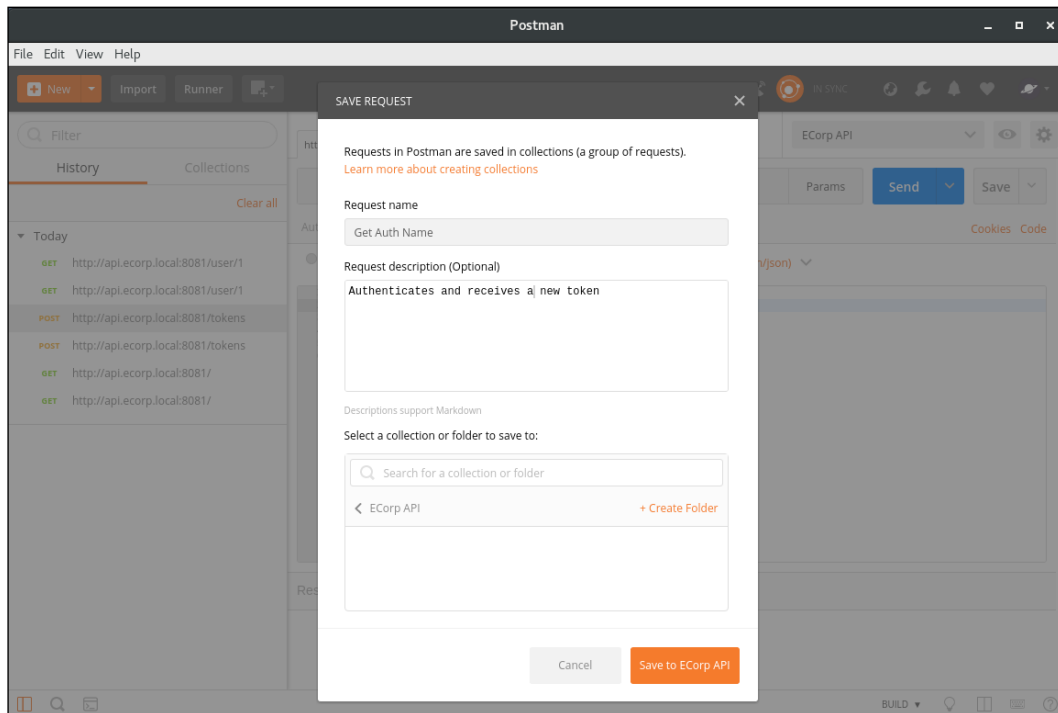 Postman
File Edit View Help
New Import Runner IN SYNC
SAVE REQUEST
Filter
ECorp API
History Collections
Requests in Postman are saved in collections (a group of requests).
Learn more about creating collections
Params Send Save
Clear all
Request name
Get Auth Name
Cookies Code
Today
GET http://api.ecorp.local:8081/user/1
GET http://api.ecorp.local:8081/user/1
POST http://api.ecorp.local:8081/tokens
POST http://api.ecorp.local:8081/tokens
GET http://api.ecorp.local:8081/
GET http://api.ecorp.local:8081/
Request description (Optional)
Authenticates and receives a new token
Descriptions support Markdown
Select a collection or folder to save to:
Search for a collection or folder
ECorp API + Create Folder
Cancel Save to ECorp API
BUILD